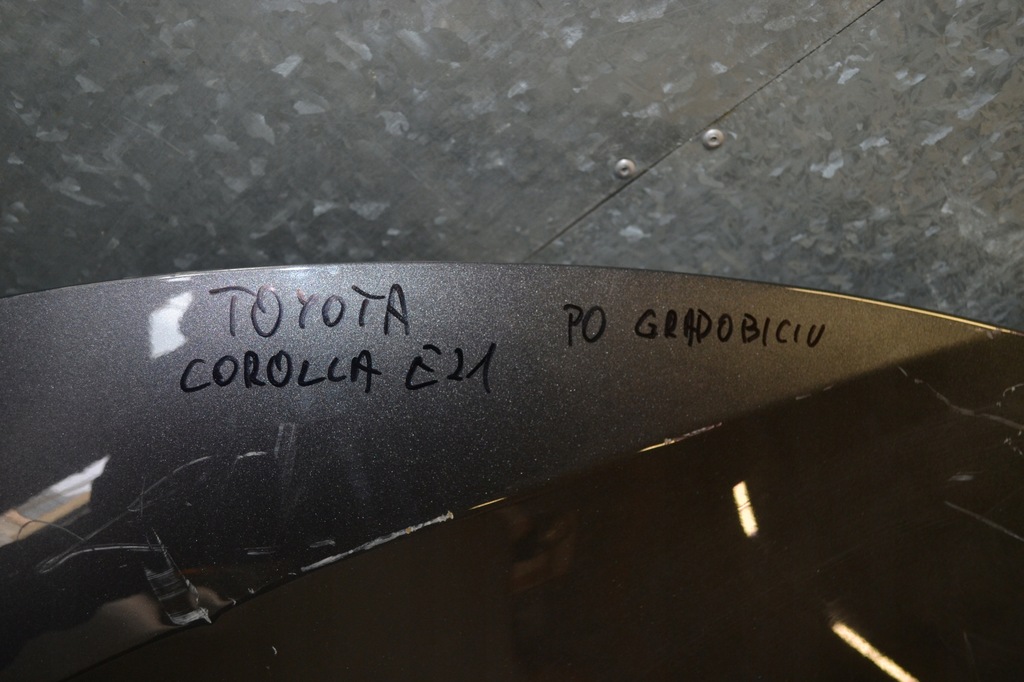 TOYOTA
COROLLA E21
PO GRADOBICIU